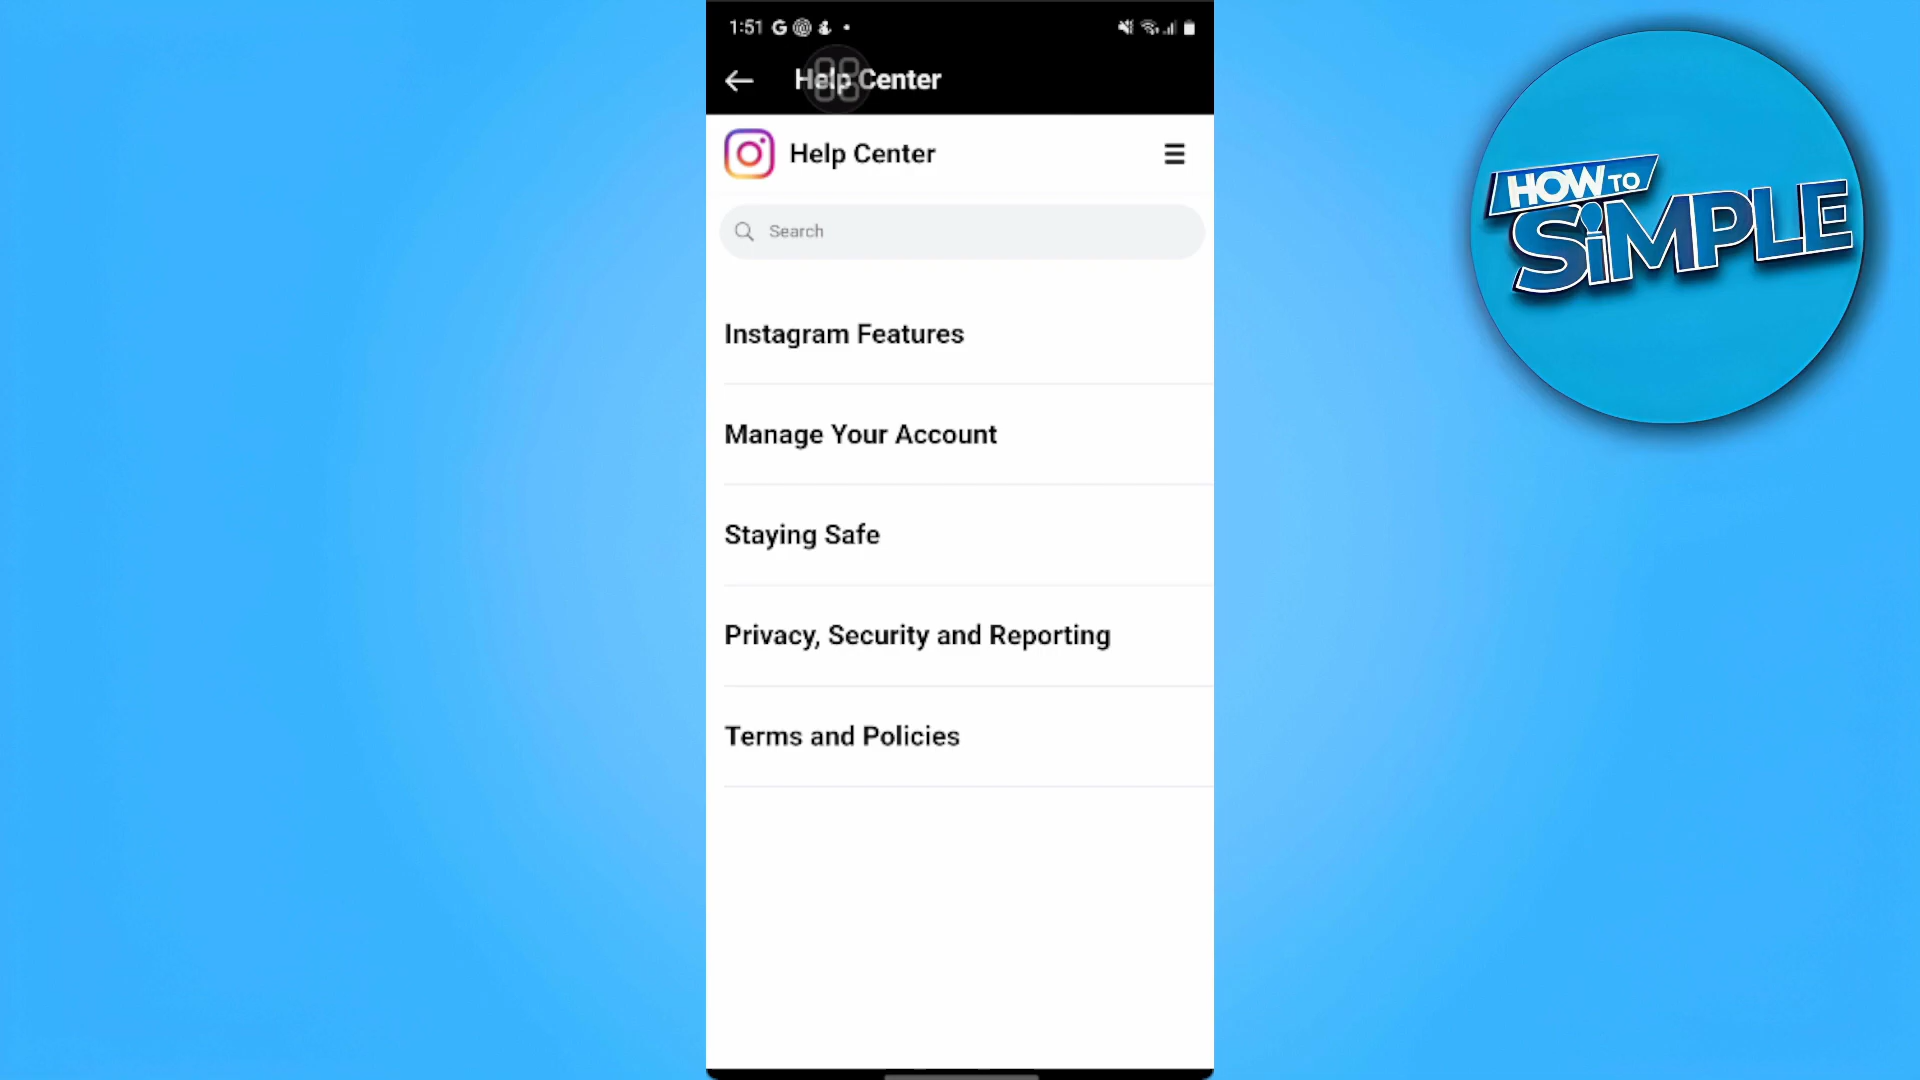 1:51
Help Center
Help Center
Search
Instagram Features
Manage Your Account
Staying Safe
Privacy, Security and Reporting
Terms and Policies
HOW TO
SiMPLE